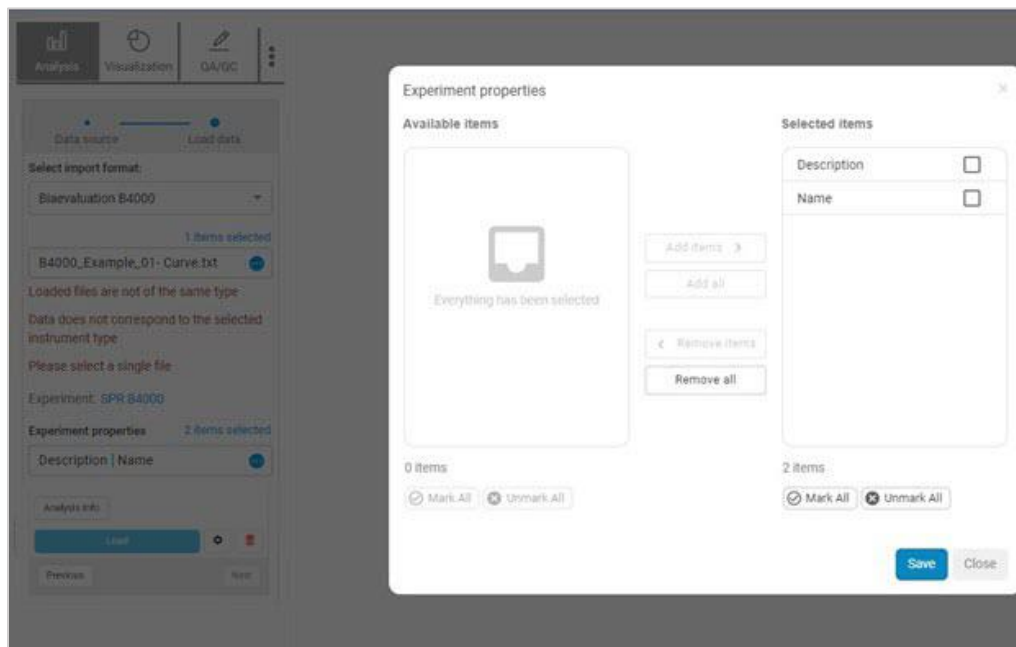 Analysis
Visualization
QA/QC
Data source
Load data
Select import format:
Biaevaluation B4000
1 items selected
B4000_Example_01- Curve.txt
Loaded files are not of the same type
Data does not correspond to the selected
instrument type
Please select a single file
Experiment: SPR B4000
Experiment properties
2 items selected
Description | Name
Analysis Info
Load
Previous
Next
Experiment properties
Available items
Everything has been selected
0 items
Mark All
Unmark All
Add items
Add all
Remove items
Remove all
Selected items
Description
Name
2 items
Mark All
Unmark All
Save
Close